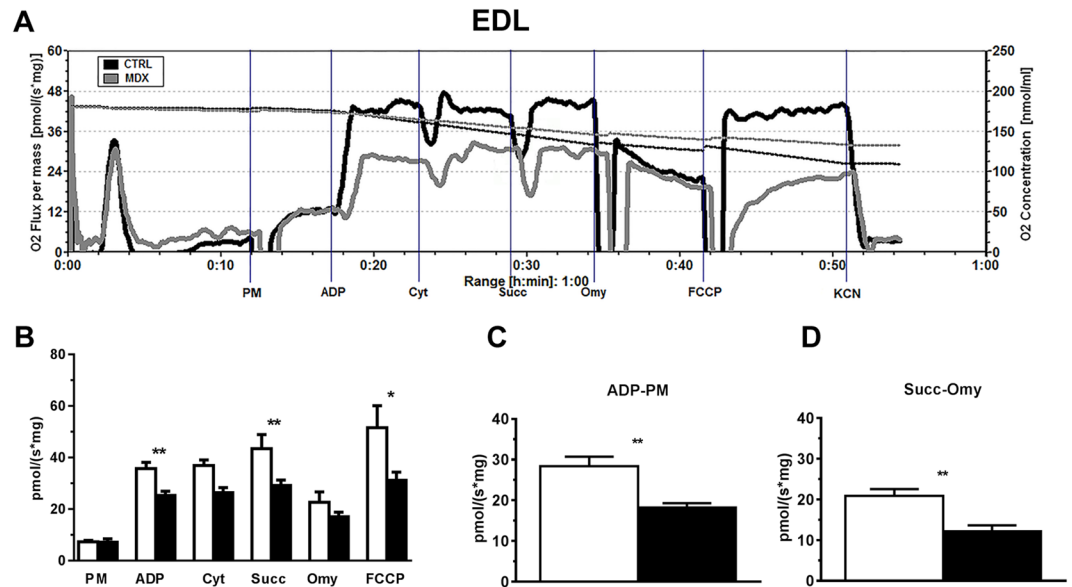 A
EDL
O2 Flux per mass [pmol/(s*mg)]
60
48
36
24
12
0
CTRL
MDX
250
200
150
100
50
0
O2 Concentration [nmol/ml]
0:00
0:10
0:20
0:30
0:40
0:50
1:00
Range [h:min]: 1:00
PM
ADP
Cyt
Succ
Omy
FCCP
KCN
B
pmol/(s*mg)
80
60
40
20
0
**
**
*
PM
ADP
Cyt
Succ
Omy
FCCP
C
ADP-PM
pmol/(s*mg)
40
30
20
10
0
**
D
Succ-Omy
pmol/(s*mg)
40
30
20
10
0
**